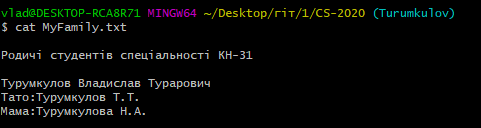 vlad@DESKTOP-RCA8R71 MINGW64 ~/Desktop/гіт/1/CS-2020 (Turumkulov)
$ cat MyFamily.txt
Родичі студентів спеціальності КН-31
Турумкулов Владислав Турарович
Тато:Турумкулов Т.Т.
Мама:Турумкулова Н.А.